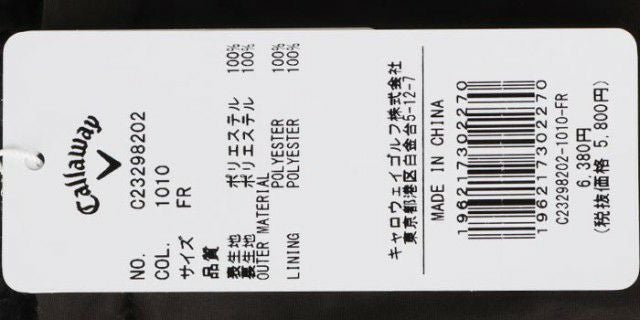 Callaway
NO. C23298202
COL. 1010
サイズ FR
品質
表生地 ポリエステル 100%
裏生地 ポリエステル 100%
OUTER MATERIAL POLYESTER 100%
LINING POLYESTER 100%
キャロウェイゴルフ株式会社
東京都港区白金台5-12-7
MADE IN CHINA
196217302270
196217302270
C23298202-1010-FR
6,380円
(税抜価格 5,800円)